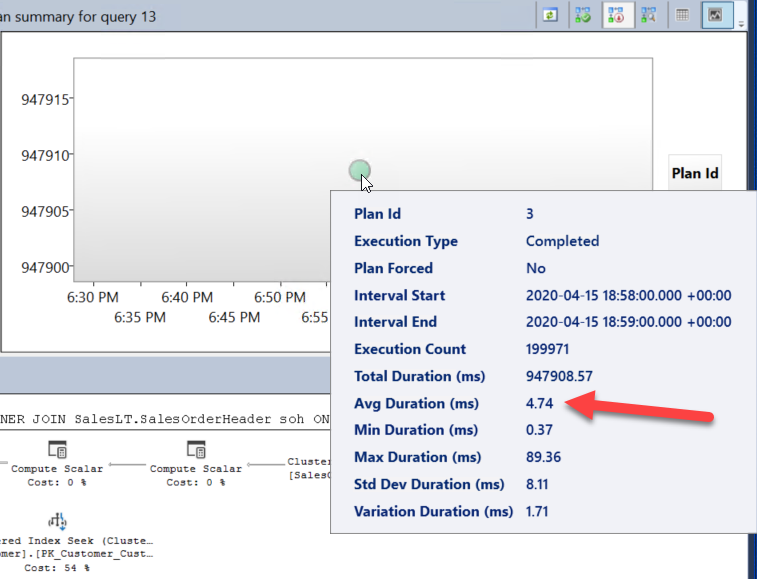 an summary for query 13
947915
947910
947905
947900
6:30 PM
6:40 PM
6:50 PM
6:35 PM
6:45 PM
6:55
Plan Id
Plan Id 3
Execution Type Completed
Plan Forced No
Interval Start 2020-04-15 18:58:00.000 +00:00
Interval End 2020-04-15 18:59:00.000 +00:00
Execution Count 199971
Total Duration (ms) 947908.57
Avg Duration (ms) 4.74
Min Duration (ms) 0.37
Max Duration (ms) 89.36
Std Dev Duration (ms) 8.11
Variation Duration (ms) 1.71
NER JOIN SalesLT.SalesOrderHeader soh ON
Compute Scalar
Cost: 0 %
Compute Scalar
Cost: 0 %
Cluster
[SalesO
ered Index Seek (Cluste…
omer].[PK_Customer_Cust…
Cost: 54 %